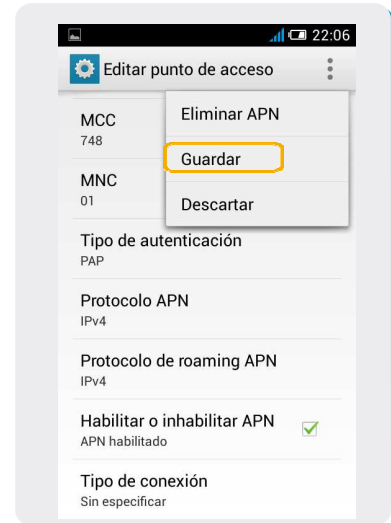 22:06
Editar punto de acceso
Eliminar APN
MCC
748
Guardar
MNC
01
Descartar
Tipo de autenticación
PAP
Protocolo APN
IPv4
Protocolo de roaming APN
IPv4
Habilitar o inhabilitar APN
APN habilitado
Tipo de conexión
Sin especificar